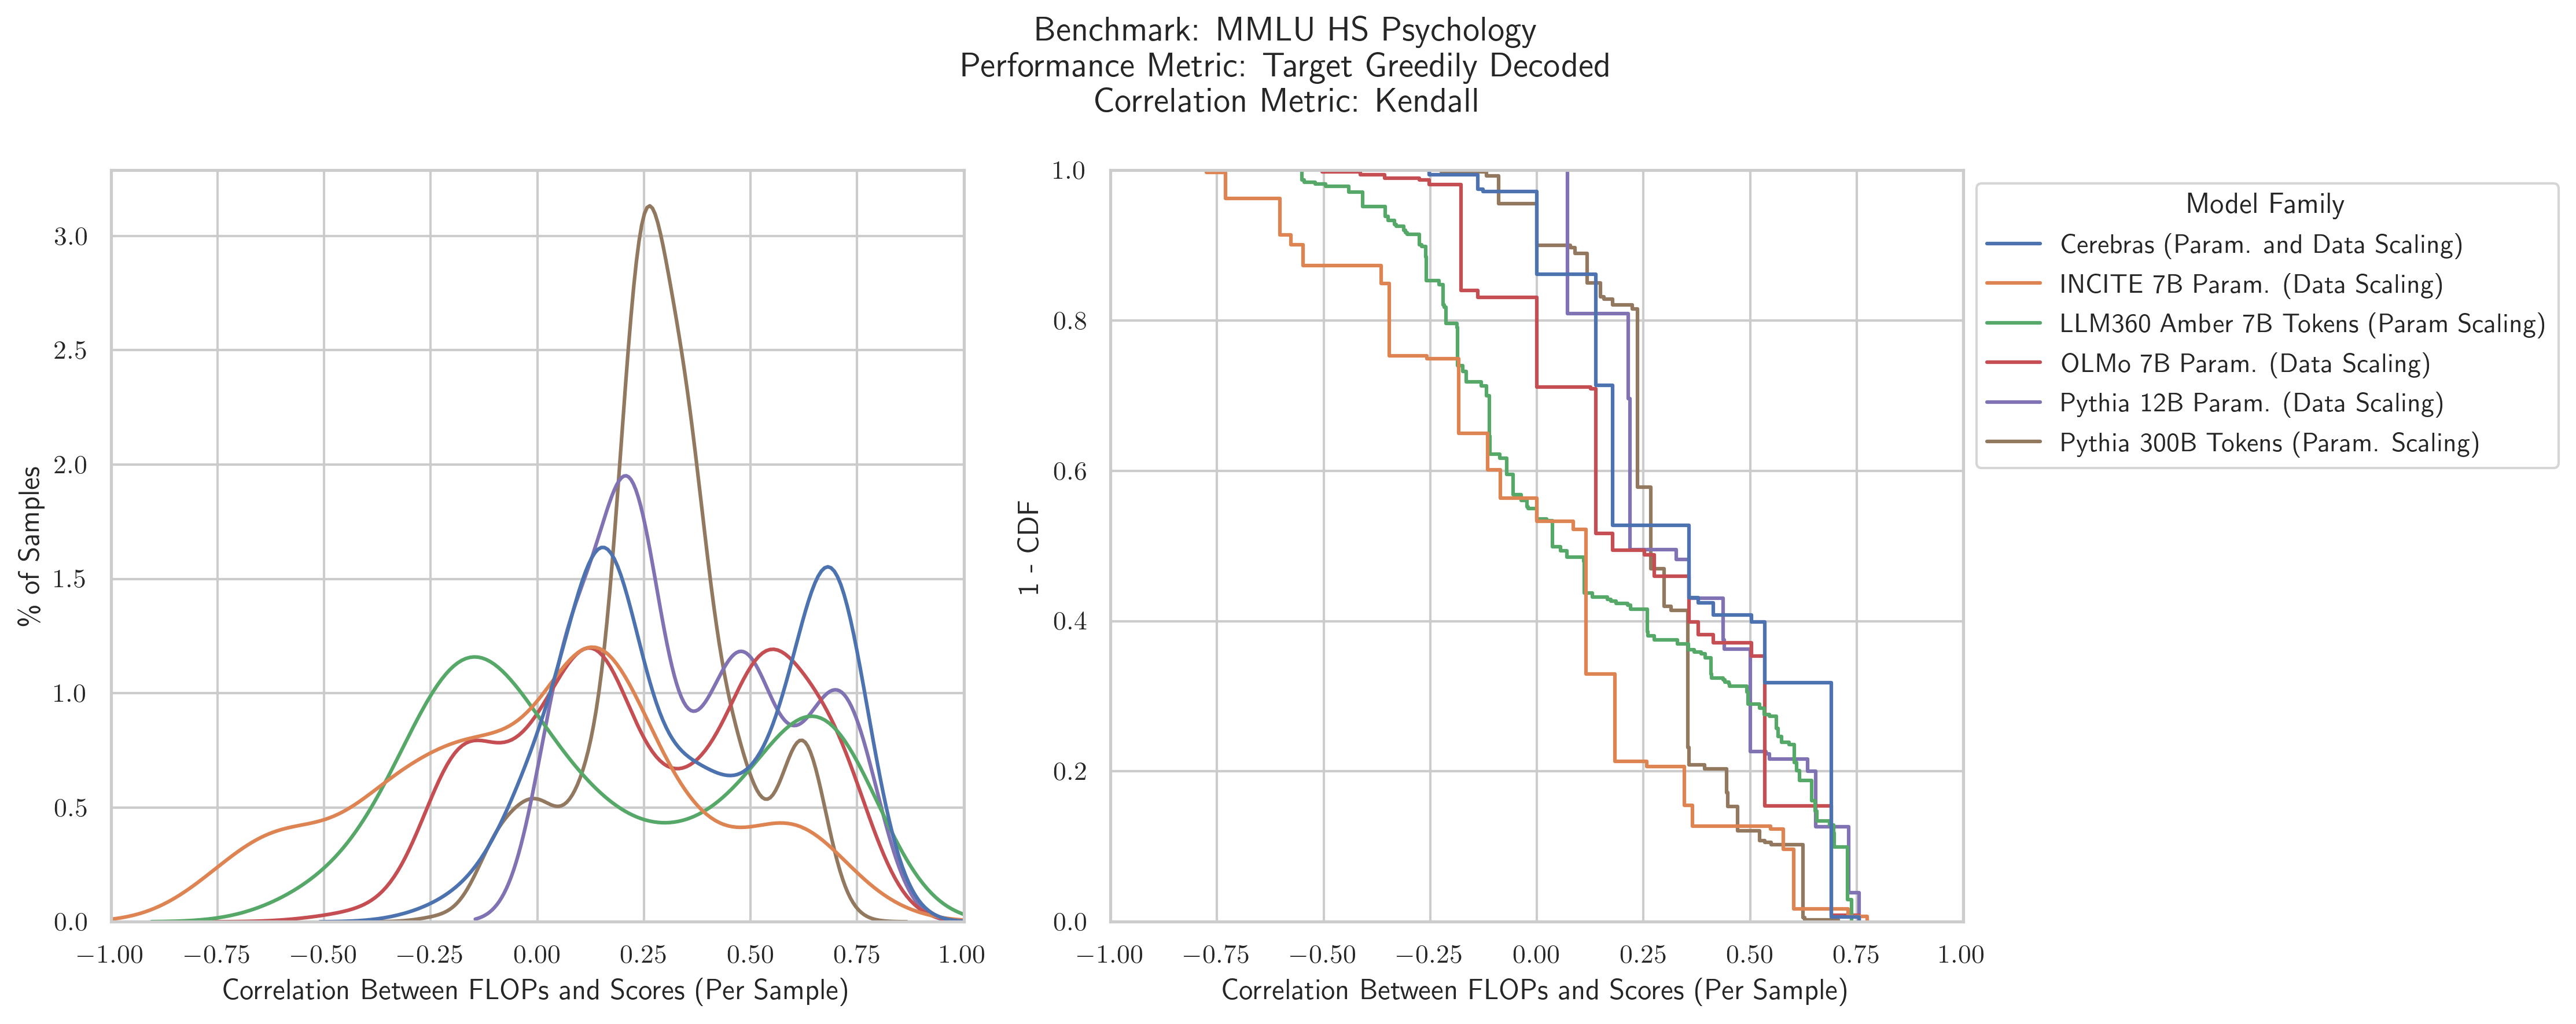 Benchmark: MMLU HS Psychology
Performance Metric: Target Greedily Decoded
Correlation Metric: Kendall
% of Samples
3.0
2.5
2.0
1.5
1.0
0.5
0.0
−1.00 −0.75 −0.50 −0.25 0.00 0.25 0.50 0.75 1.00
Correlation Between FLOPs and Scores (Per Sample)
1 - CDF
1.0
0.8
0.6
0.4
0.2
0.0
−1.00 −0.75 −0.50 −0.25 0.00 0.25 0.50 0.75 1.00
Correlation Between FLOPs and Scores (Per Sample)
Model Family
Cerebras (Param. and Data Scaling)
INCITE 7B Param. (Data Scaling)
LLM360 Amber 7B Tokens (Param Scaling)
OLMo 7B Param. (Data Scaling)
Pythia 12B Param. (Data Scaling)
Pythia 300B Tokens (Param. Scaling)